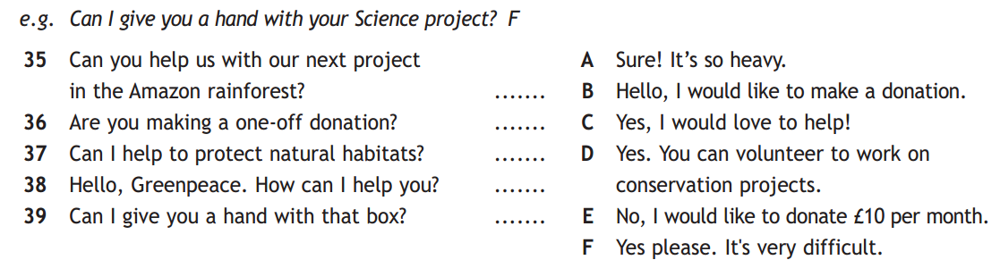 e.g. Can I give you a hand with your Science project? F
35 Can you help us with our next project
in the Amazon rainforest? .......
36 Are you making a one-off donation? .......
37 Can I help to protect natural habitats? .......
38 Hello, Greenpeace. How can I help you? .......
39 Can I give you a hand with that box? .......
A Sure! It’s so heavy.
B Hello, I would like to make a donation.
C Yes, I would love to help!
D Yes. You can volunteer to work on
conservation projects.
E No, I would like to donate £10 per month.
F Yes please. It's very difficult.